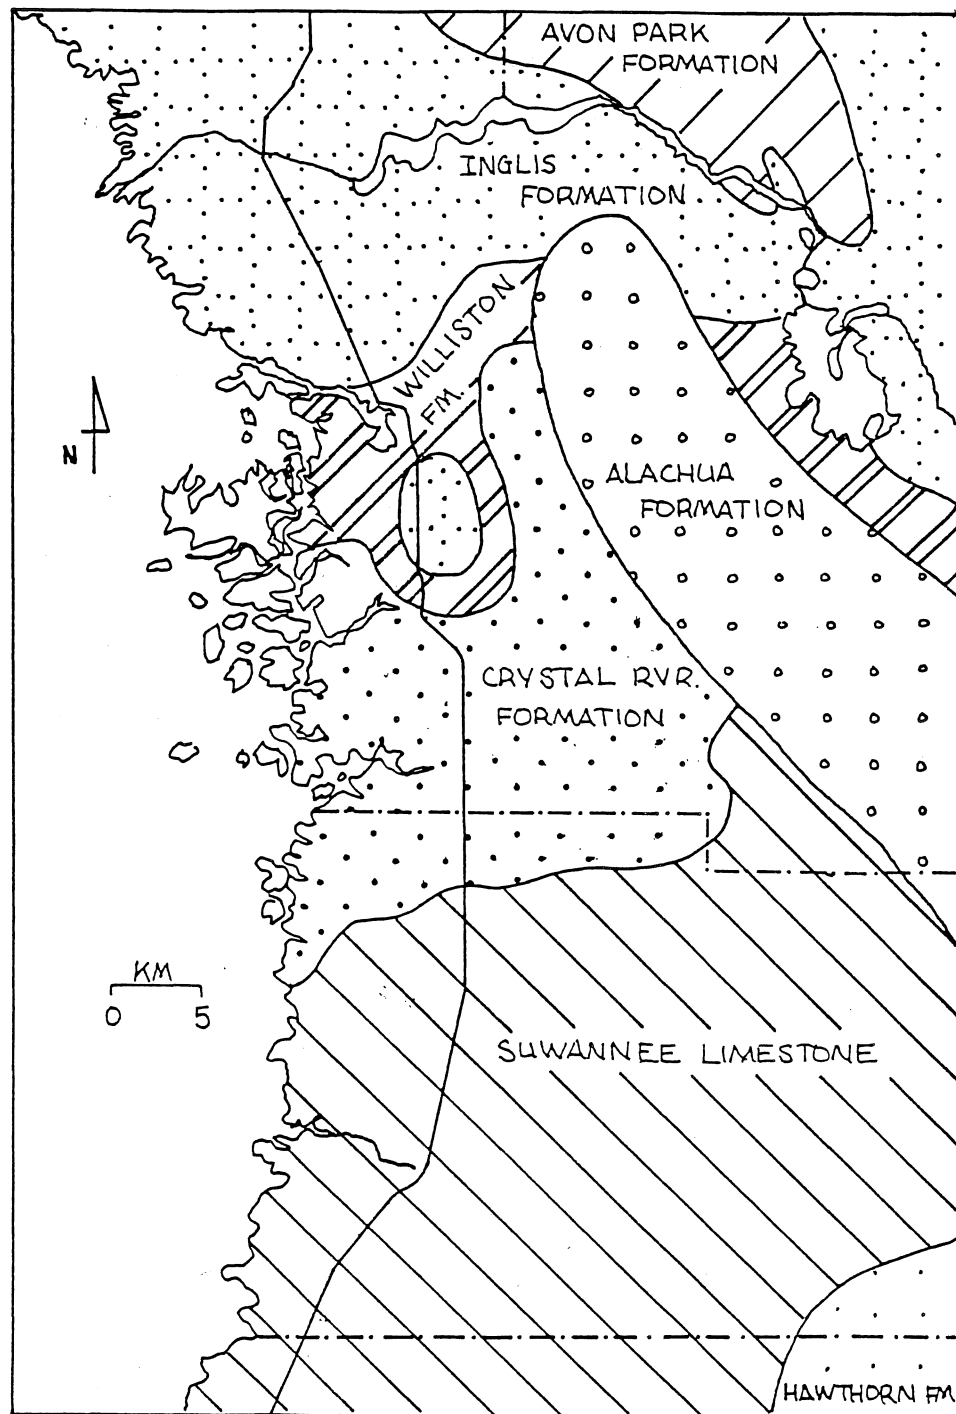 AVON PARK
FORMATION
INGLIS
FORMATION
WILLISTON
FM.
N
ALACHUA
FORMATION
CRYSTAL RVR.
FORMATION
KM
0 5
SUWANNEE LIMESTONE
HAWTHORN FM.